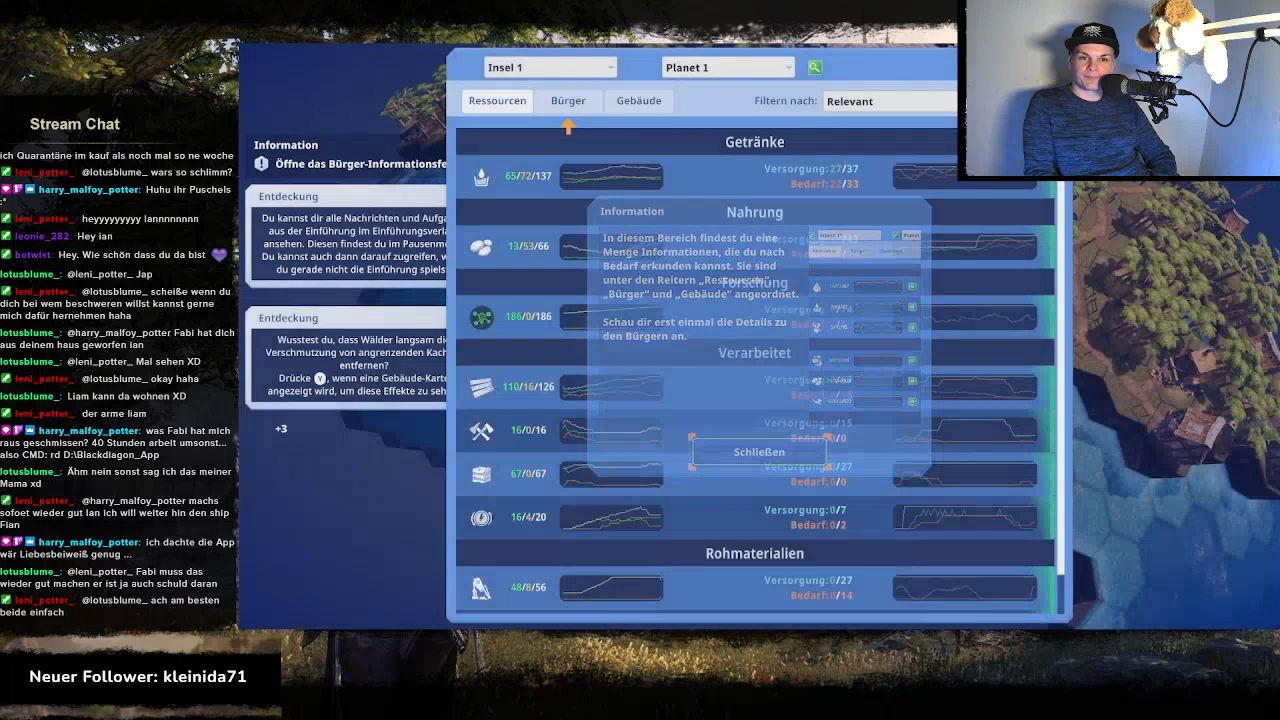 Stream Chat
ich Quarantäne im kauf als noch mal so ne woche
leni_potter_: @lotusblume_ wars so schlimm?
harry_malfoy_potter: Huhu ihr Puschels
:*
leni_potter_: heyyyyyyyy Iannnnnnnn
leonie_282: Hey ian
botwist: Hey. Wie schön dass du da bist
lotusblume_: @leni_potter_ Jap
leni_potter_: @lotusblume_ scheiße wenn du
dich bei wem beschweren willst kannst gerne
mich dafür hernehmen haha
lotusblume_: @harry_malfoy_potter Fabi hat dich
aus deinem haus geworfen ian
lotusblume_: @leni_potter_ Mal sehen XD
leni_potter_: @lotusblume_ okay haha
lotusblume_: Liam kann da wohnen XD
leni_potter_: der arme liam
harry_malfoy_potter: was Fabi hat mich
raus geschmissen? 40 Stunden arbeit umsonst...
also CMD: rd D:\Blackdiagon_App
lotusblume_: Ähm nein sonst sag ich das meiner
Mama xd
leni_potter_: @harry_malfoy_potter machs
sofoet wieder gut Ian ich will weiter hin den ship
Flan
harry_malfoy_potter: ich dachte die App
wär Liebesbeiweiß genug ...
lotusblume_: @leni_potter_ Fabi muss das
wieder gut machen er ist ja auch schuld daran
leni_potter_: @lotusblume_ ach am besten
beide einfach
Neuer Follower: kleinida71
Information
Öffne das Bürger-Informationsfe
Entdeckung
Du kannst dir alle Nachrichten und Aufga
aus der Einführung im Einführungsverla
ansehen. Diesen findest du im Pausenme
Du kannst auch dann darauf zugreifen, w
du gerade nicht die Einführung spiels
Entdeckung
Wusstest du, dass Wälder langsam di
Verschmutzung von angrenzenden Kach
entfernen?
Drücke Y, wenn eine Gebäude-Karte
angezeigt wird, um diese Effekte zu seh
+3
Insel 1
Planet 1
Ressourcen
Bürger
Gebäude
Filtern nach:
Relevant
Getränke
65/72/137
Versorgung:27/37
Bedarf:22/33
Nahrung
13/53/66
Forschung
186/0/186
Verarbeitet
110/16/126
16/0/16
67/0/67
16/4/20
Versorgung:0/7
Bedarf:0/2
Rohmaterialien
48/8/56
Versorgung:0/27
Bedarf:8/14
Information
In diesem Bereich findest du eine
Menge Informationen, die du nach
Bedarf erkunden kannst. Sie sind
unter den Reitern „Ressourcen“,
„Bürger“ und „Gebäude“ angeordnet.
Schau dir erst einmal die Details zu
den Bürgern an.
Schließen